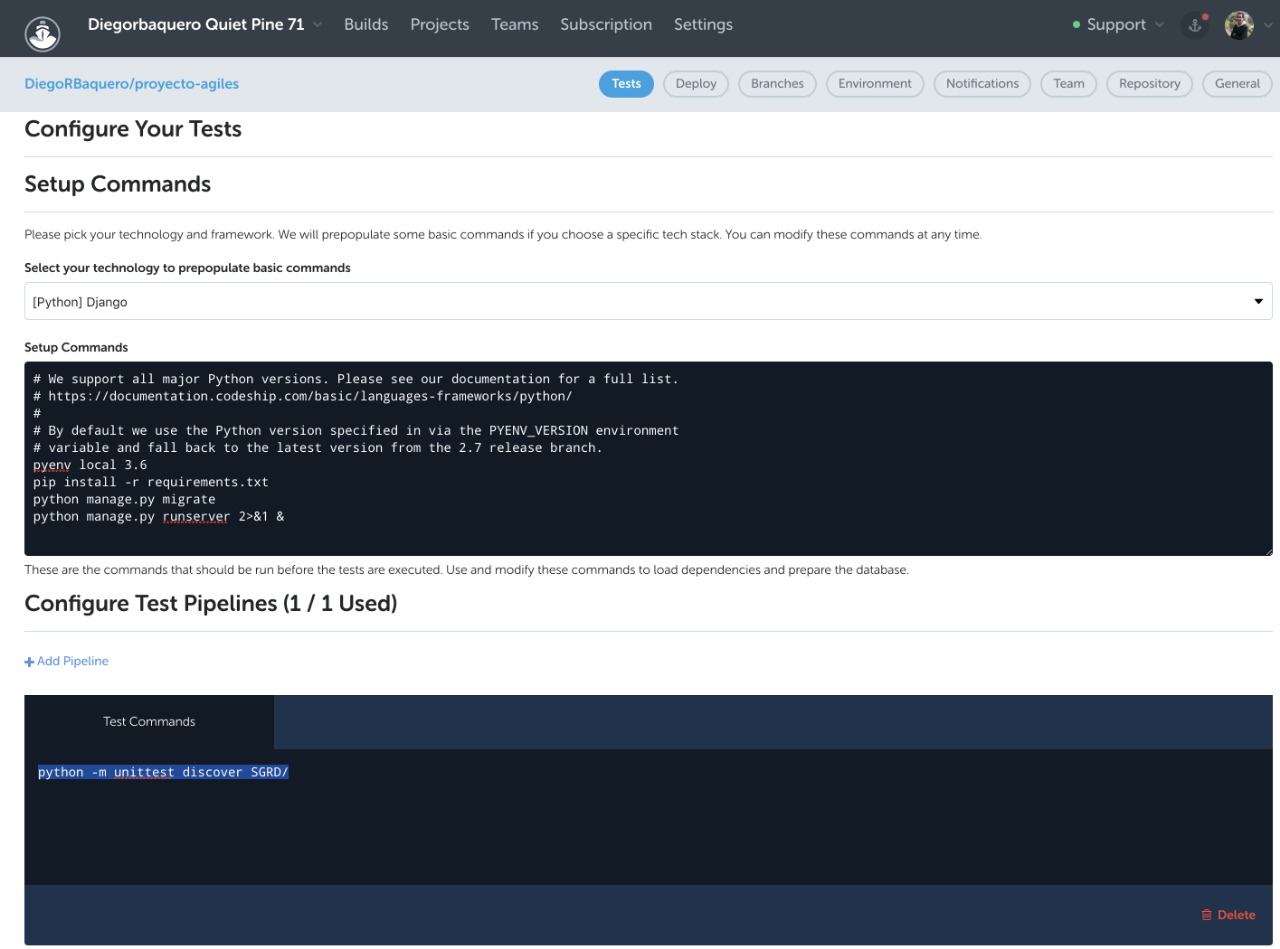 Diegorbaquero Quiet Pine 71 Builds Projects Teams Subscription Settings Support
DiegoRBaquero/proyecto-agiles Tests Deploy Branches Environment Notifications Team Repository General
Configure Your Tests
Setup Commands
Please pick your technology and framework. We will prepopulate some basic commands if you choose a specific tech stack. You can modify these commands at any time.
Select your technology to prepopulate basic commands
[Python] Django
Setup Commands
# We support all major Python versions. Please see our documentation for a full list.
# https://documentation.codeship.com/basic/languages-frameworks/python/
#
# By default we use the Python version specified in via the PYENV_VERSION environment
# variable and fall back to the latest version from the 2.7 release branch.
pyenv local 3.6
pip install -r requirements.txt
python manage.py migrate
python manage.py runserver 2>&1 &
These are the commands that should be run before the tests are executed. Use and modify these commands to load dependencies and prepare the database.
Configure Test Pipelines (1 / 1 Used)
Add Pipeline
Test Commands
python -m unittest discover SGRD/
Delete